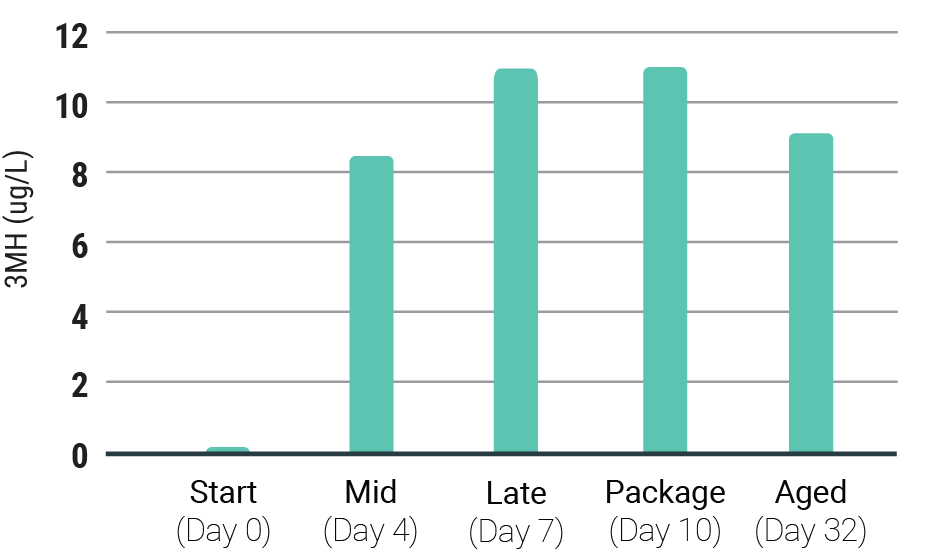 12
10
8
6
4
2
0
3MH (ug/L)
Start
(Day 0)
Mid
(Day 4)
Late
(Day 7)
Package
(Day 10)
Aged
(Day 32)